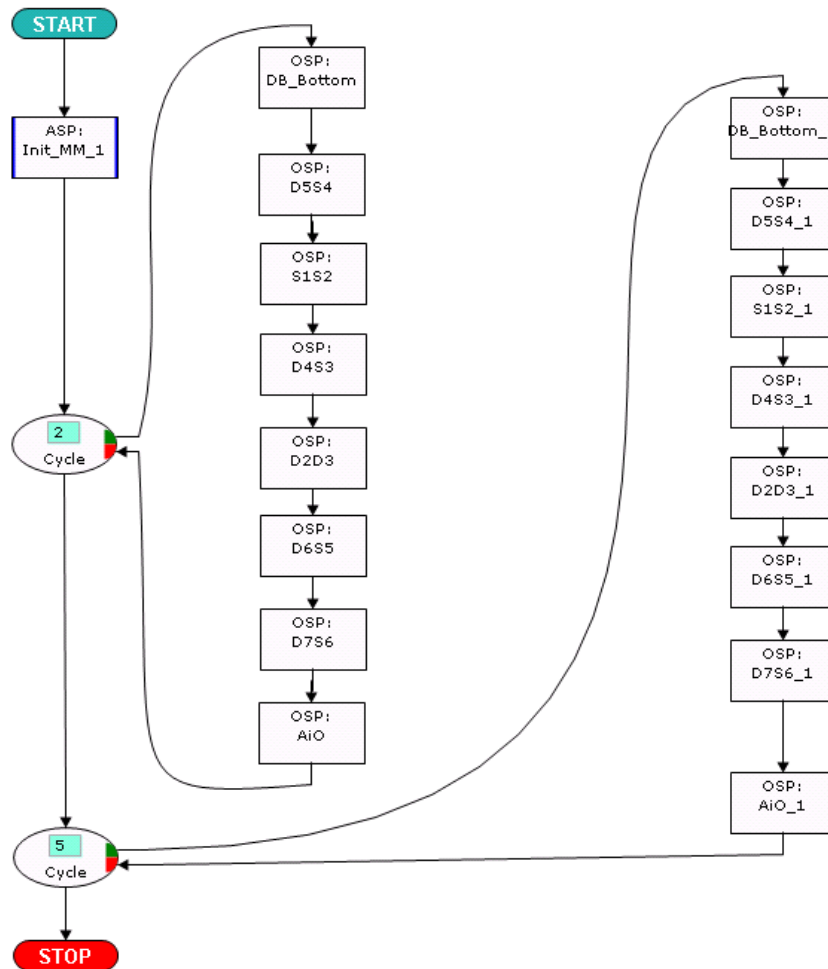 START
ASP:
Init_MM_1
2
Cycle
5
Cycle
STOP
OSP:
DB_Bottom
OSP:
D5S4
OSP:
S1S2
OSP:
D4S3
OSP:
D2D3
OSP:
D6S5
OSP:
D7S6
OSP:
AiO
OSP:
DB_Bottom_
OSP:
D5S4_1
OSP:
S1S2_1
OSP:
D4S3_1
OSP:
D2D3_1
OSP:
D6S5_1
OSP:
D7S6_1
OSP:
AiO_1